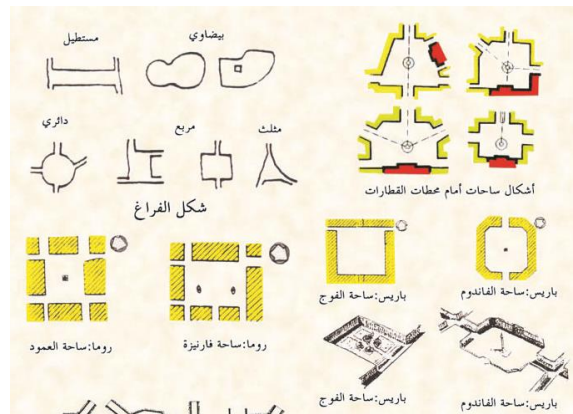 مستطيل
بيضاوي
دائري
مربع
مثلث
شكل الفراغ
أشكال ساحات أمام محطات القطارات
باريس:ساحة الفوج
باريس:ساحة الفاندوم
روما:ساحة العمود
روما:ساحة فارنيزة
باريس:ساحة الفوج
باريس:ساحة الفاندوم